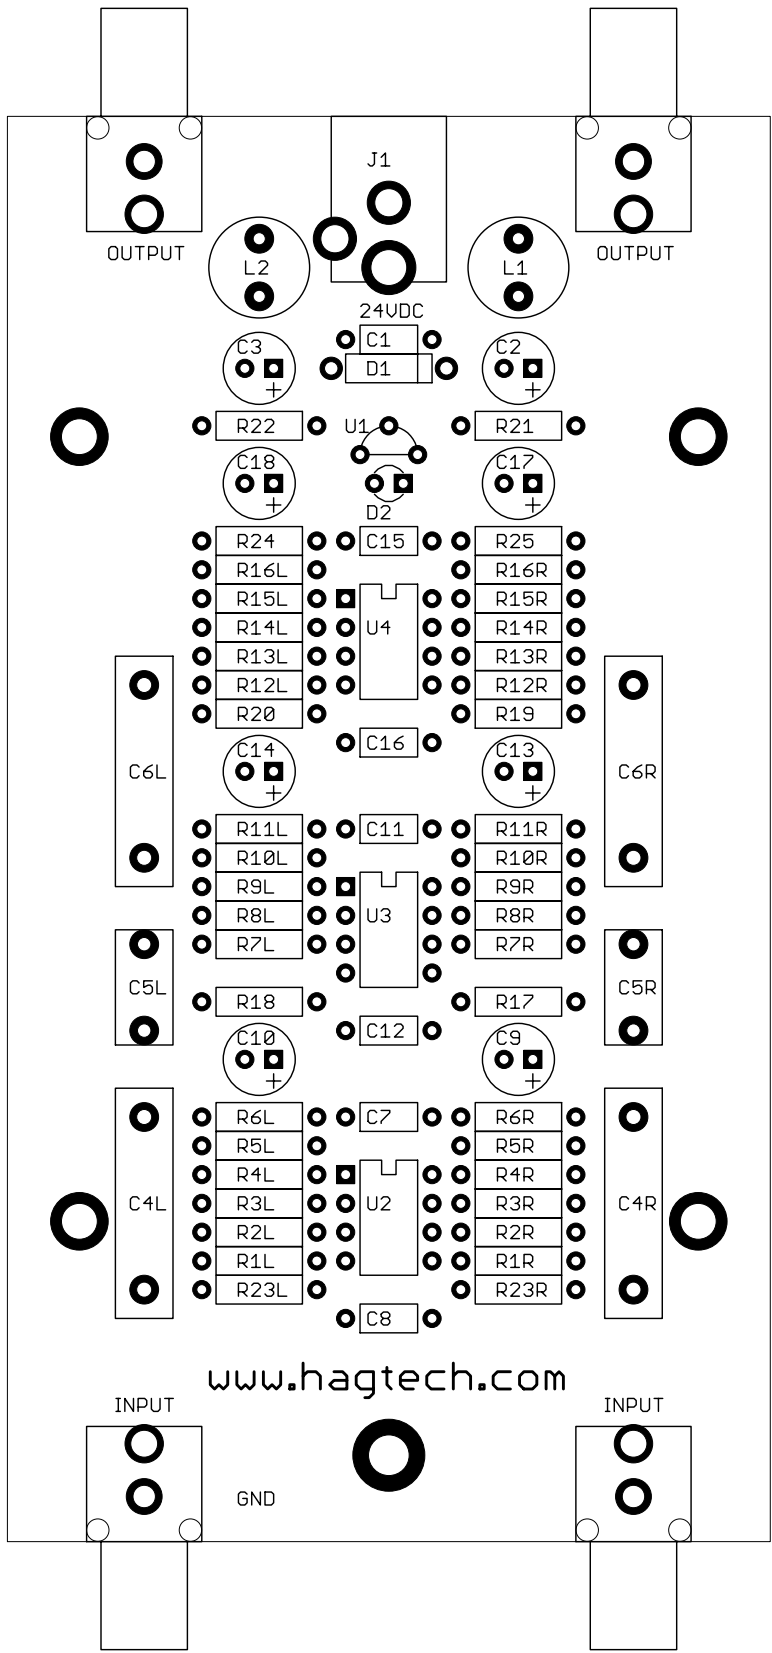 J1
OUTPUT OUTPUT
L2 L1
24VDC
C3 C1 C2
D1
+ +
R22 U1 R21
C18 C17
+ +
D2
R24 C15 R25
R16L R16R
R15L R15R
R14L U4 R14R
R13L R13R
R12L R12R
R20 R19
C14 C16 C13
C6L C6R
+ +
R11L C11 R11R
R10L R10R
R9L R9R
R8L U3 R8R
R7L R7R
C5L C5R
R18 R17
C10 C12 C9
+ +
R6L C7 R6R
R5L R5R
R4L R4R
C4L R3L U2 R3R C4R
R2L R2R
R1L R1R
R23L R23R
C8
www.hagtech.com
INPUT INPUT
GND